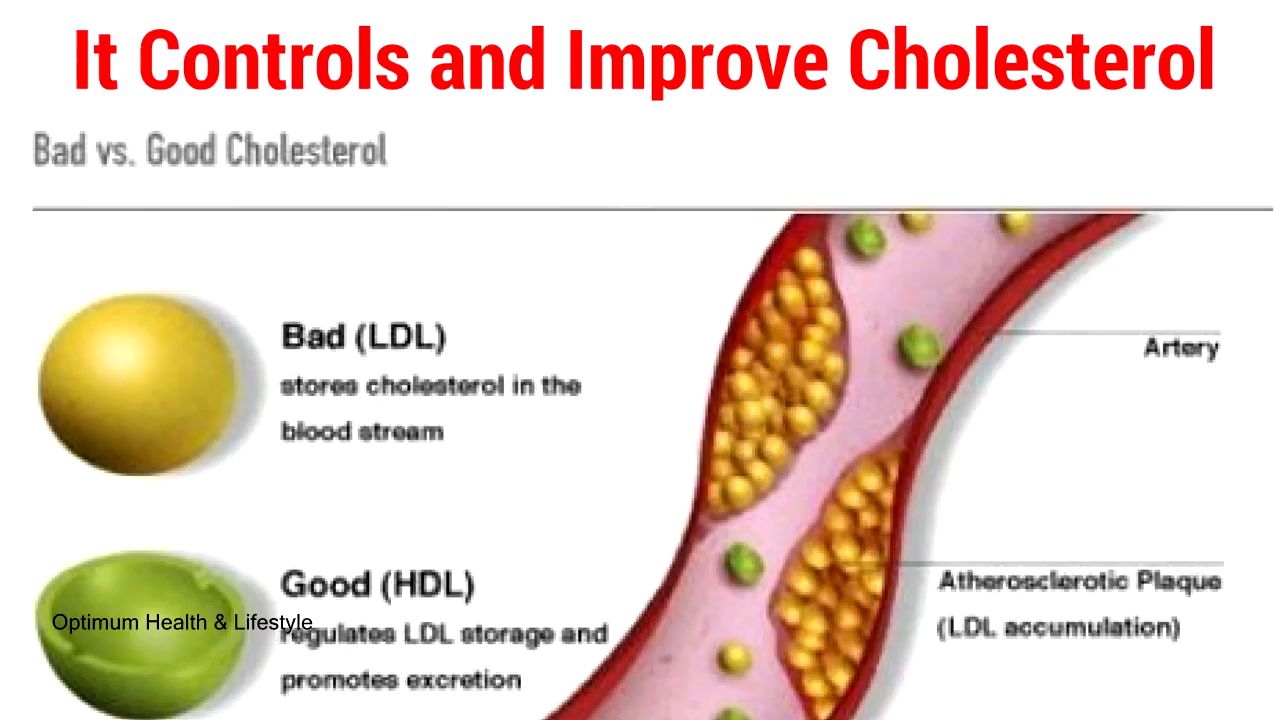 It Controls and Improve Cholesterol
Bad vs. Good Cholesterol
Bad (LDL)
stores cholesterol in the
blood stream
Artery
Good (HDL)
Optimum Health & Lifestyle
regulates LDL storage and
promotes excretion
Atherosclerotic Plaque
(LDL accumulation)